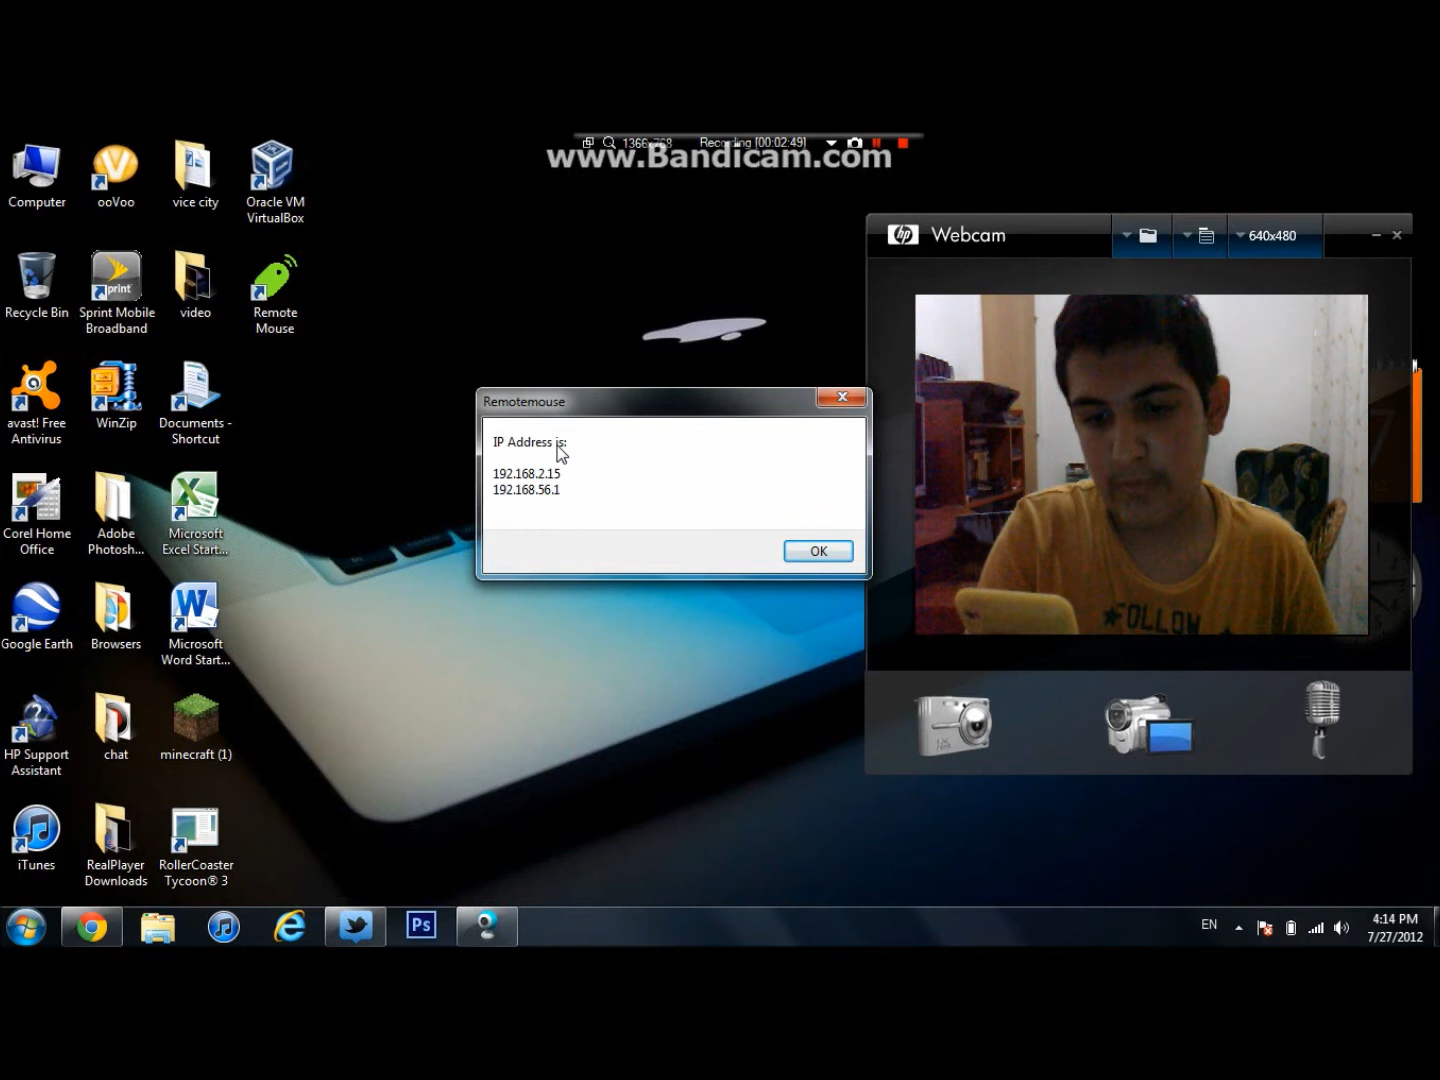 1366x768 Recording [00:02:49]
www.Bandicam.com
Computer
ooVoo
vice city
Oracle VM
VirtualBox
Recycle Bin
Sprint Mobile
Broadband
video
Remote
Mouse
avast! Free
Antivirus
WinZip
Documents -
Shortcut
Corel Home
Office
Adobe
Photosh...
Microsoft
Excel Start...
Google Earth
Browsers
Microsoft
Word Start...
HP Support
Assistant
chat
minecraft (1)
iTunes
RealPlayer
Downloads
RollerCoaster
Tycoon® 3
Remotemouse
IP Address is:
192.168.2.15
192.168.56.1
OK
hp Webcam
640x480
FOLLOW
Ps
EN
4:14 PM
7/27/2012